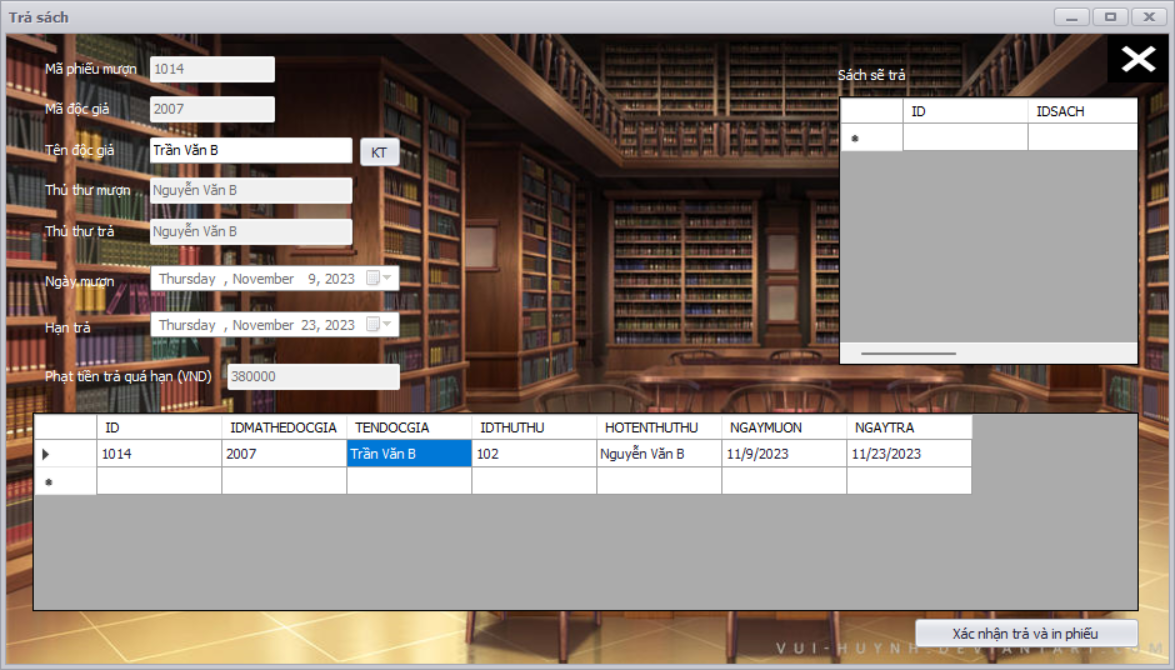 Trả sách
Mã phiếu mượn 1014
Sách sẽ trả
Mã độc giả 2007
ID IDSACH
Tên độc giả Trần Văn B KT
Thủ thư mượn Nguyễn Văn B
Thủ thư trả Nguyễn Văn B
Ngày mượn Thursday , November 9, 2023
Hạn trả Thursday , November 23, 2023
Phạt tiền trả quá hạn (VND) 380000
ID IDMATHEDOCGIA TENDOCGIA IDTHUTHU HOTENTHUTHU NGAYMUON NGAYTRA
1014 2007 Trần Văn B 102 Nguyễn Văn B 11/9/2023 11/23/2023
Xác nhận trả và in phiếu
VUI-HUYNH.DEVIANTART.COM